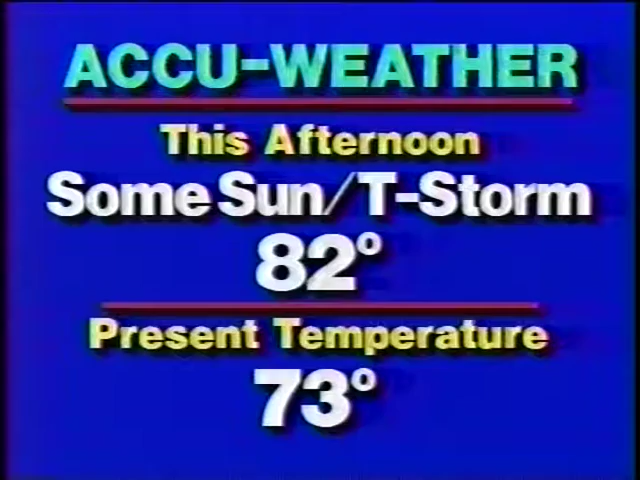 ACCU-WEATHER
This Afternoon
Some Sun/T-Storm
82°
Present Temperature
73°